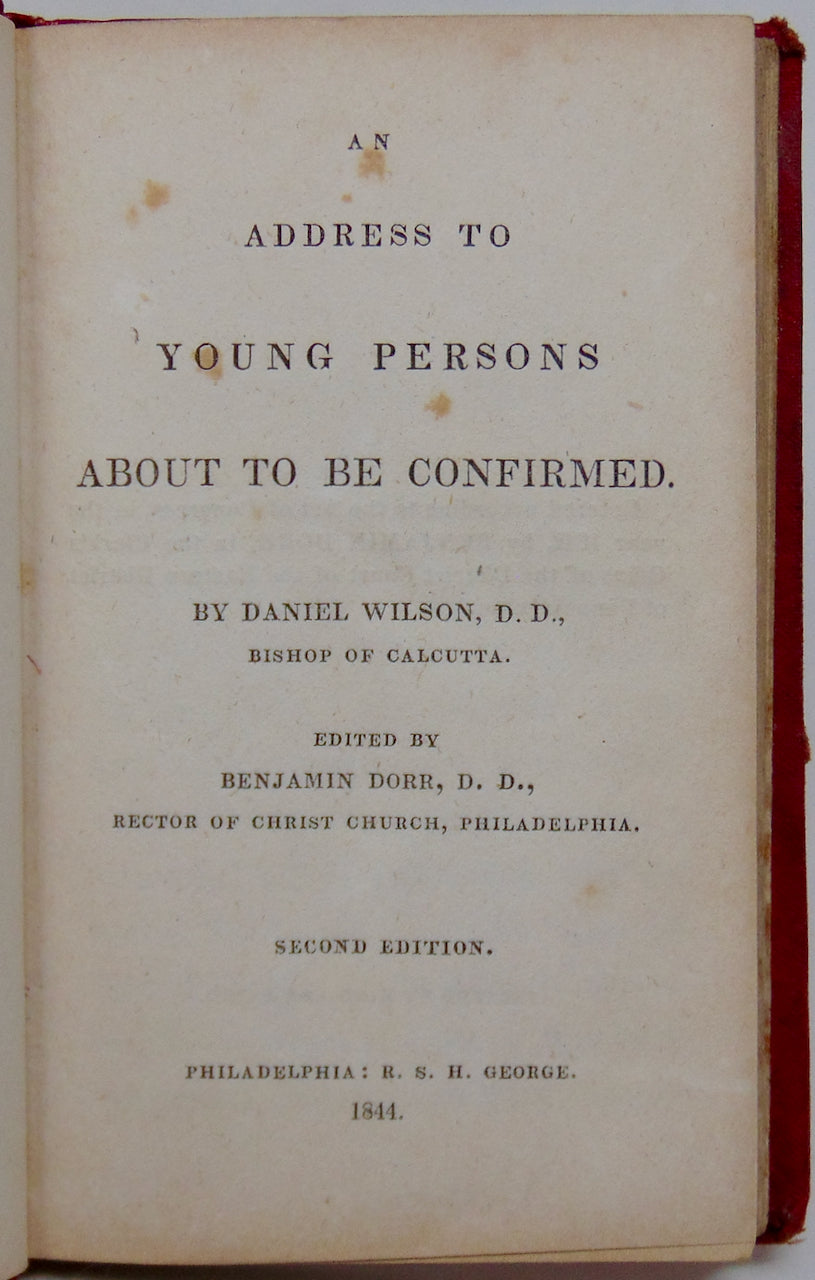 AN
ADDRESS TO
YOUNG PERSONS
ABOUT TO BE CONFIRMED.
BY DANIEL WILSON, D. D.,
BISHOP OF CALCUTTA.
EDITED BY
BENJAMIN DORR, D. D.,
RECTOR OF CHRIST CHURCH, PHILADELPHIA.
SECOND EDITION.
PHILADELPHIA: R. S. H. GEORGE.
1844.